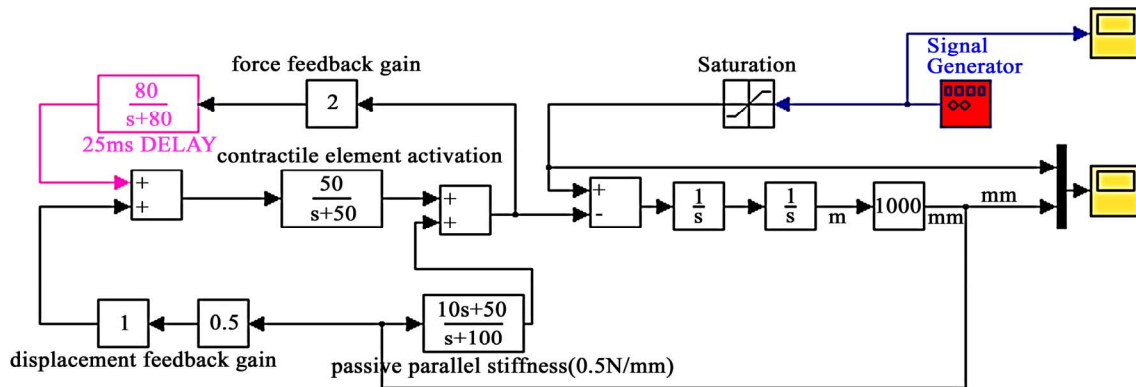 force feedback gain
80
s+80
2
25ms DELAY
Saturation
Signal
Generator
contractile element activation
+
+
50
s+50
+
+
+
-
1
s
1
s
m
1000
mm
mm
1
0.5
10s+50
s+100
displacement feedback gain
passive parallel stiffness(0.5N/mm)